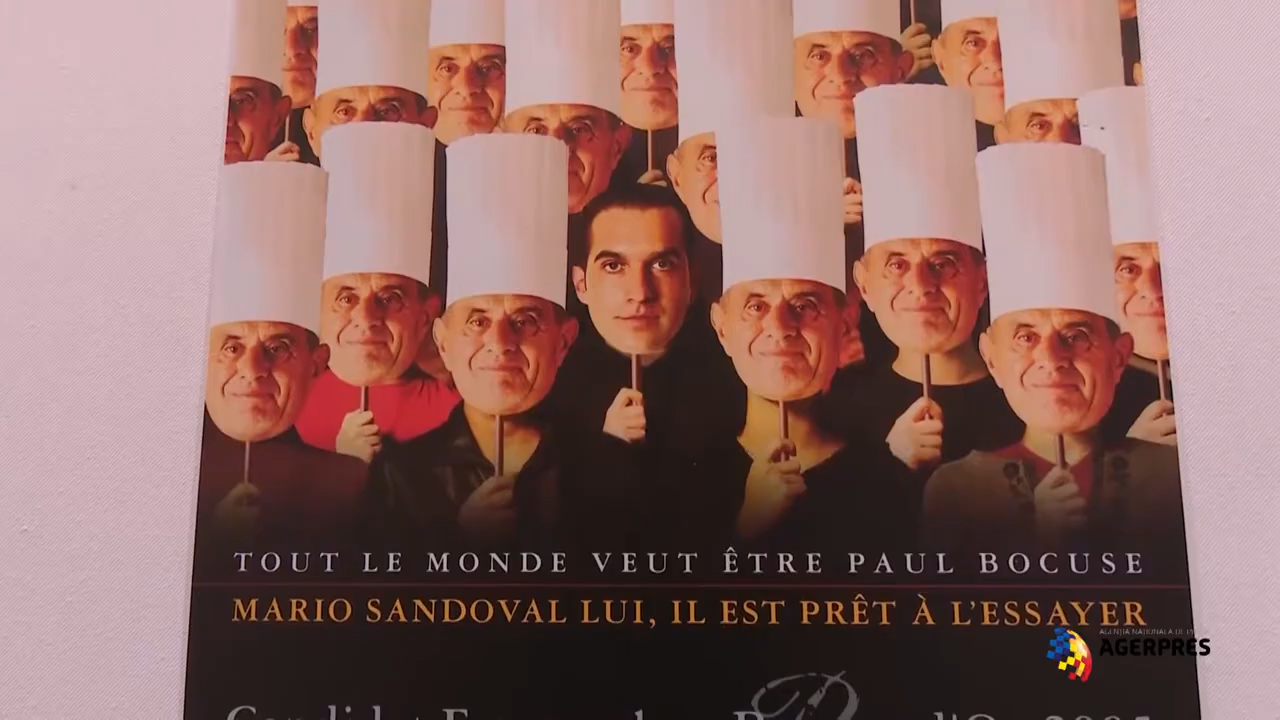 TOUT LE MONDE VEUT ÊTRE PAUL BOCUSE
MARIO SANDOVAL LUI, IL EST PRÊT À L'ESSAYER
AGERPRES